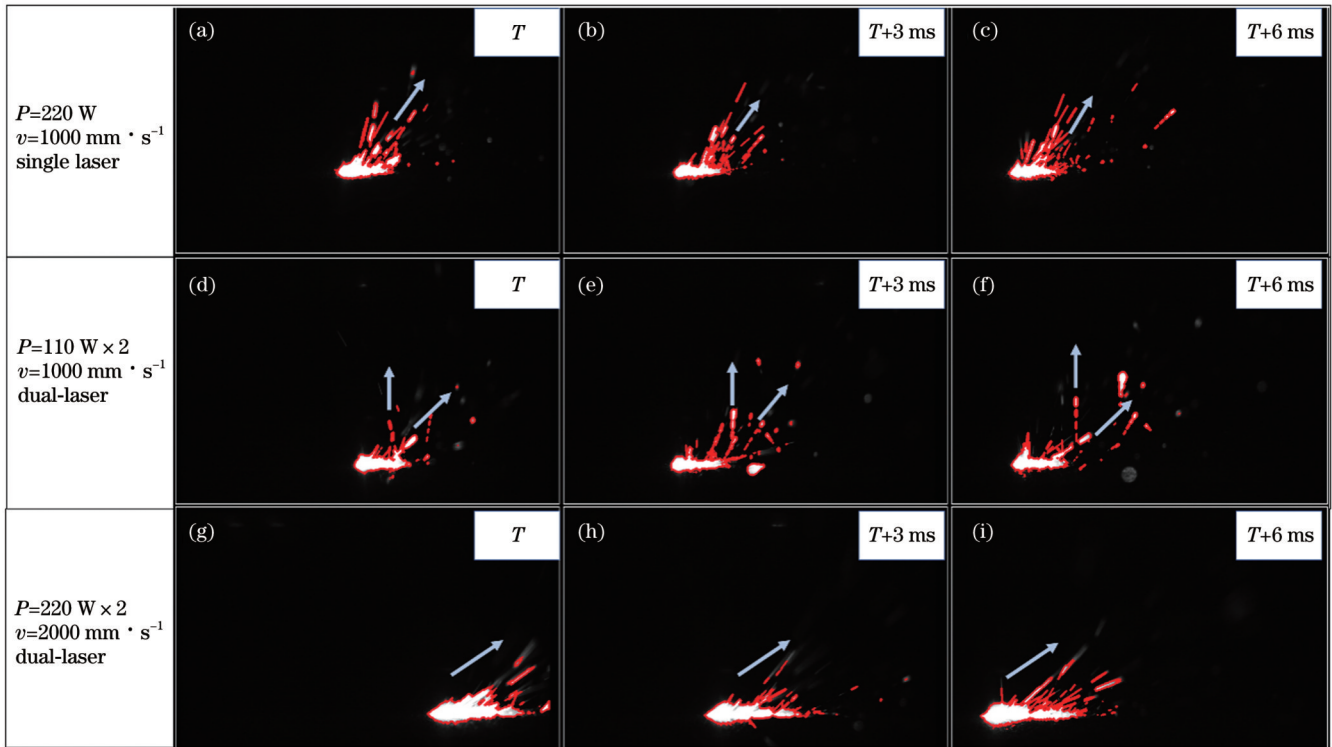 P=220 W
v=1000 mm · s⁻¹
single laser
(a) T
(b) T+3 ms
(c) T+6 ms
P=110 W × 2
v=1000 mm · s⁻¹
dual-laser
(d) T
(e) T+3 ms
(f) T+6 ms
P=220 W × 2
v=2000 mm · s⁻¹
dual-laser
(g) T
(h) T+3 ms
(i) T+6 ms